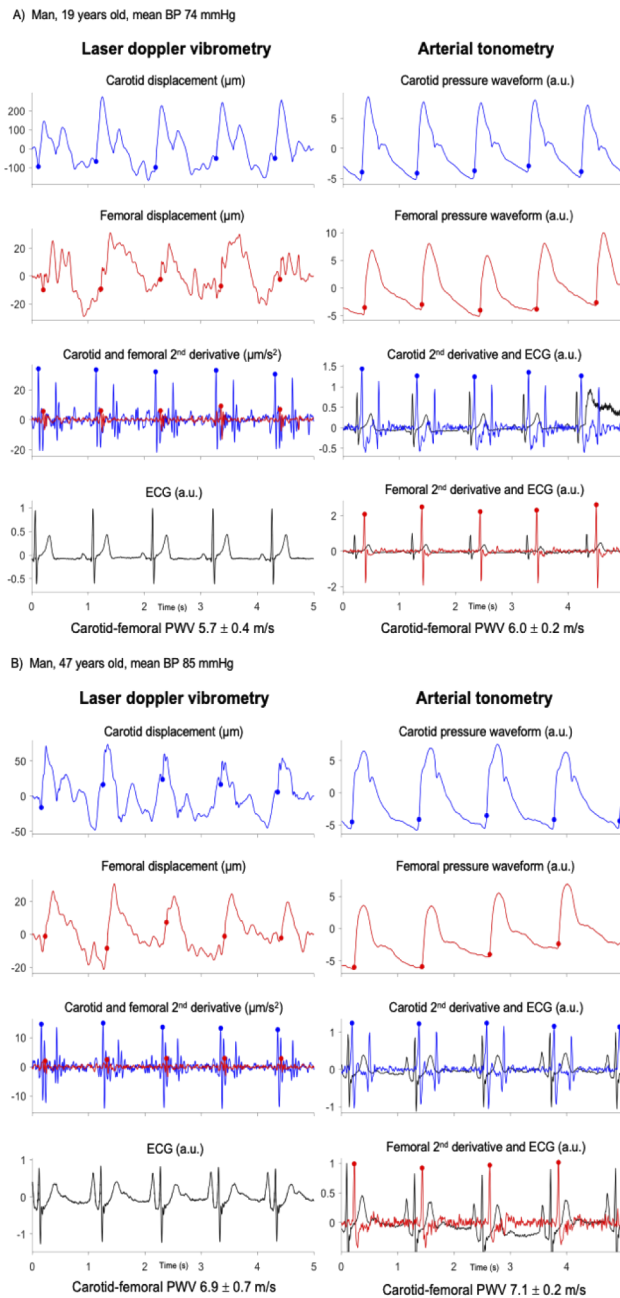 A) Man, 19 years old, mean BP 74 mmHg
Laser doppler vibrometry
Arterial tonometry
Carotid displacement (μm)
Carotid pressure waveform (a.u.)
200
100
0
-100
5
0
-5
Femoral displacement (μm)
Femoral pressure waveform (a.u.)
20
0
-20
10
5
0
-5
Carotid and femoral 2nd derivative (μm/s²)
Carotid 2nd derivative and ECG (a.u.)
20
0
-20
1.5
1.0
0.5
0
-0.5
ECG (a.u.)
Femoral 2nd derivative and ECG (a.u.)
1
0.5
0
-0.5
2
0
-2
0 1 2 Time (s) 3 4 5
0 1 2 Time (s) 3 4
Carotid-femoral PWV 5.7 ± 0.4 m/s
Carotid-femoral PWV 6.0 ± 0.2 m/s
B) Man, 47 years old, mean BP 85 mmHg
Laser doppler vibrometry
Arterial tonometry
Carotid displacement (μm)
Carotid pressure waveform (a.u.)
50
0
-50
5
0
-5
Femoral displacement (μm)
Femoral pressure waveform (a.u.)
20
0
-20
5
0
-5
Carotid and femoral 2nd derivative (μm/s²)
Carotid 2nd derivative and ECG (a.u.)
10
0
-10
1
0
-1
ECG (a.u.)
Femoral 2nd derivative and ECG (a.u.)
1
0
-1
1
0
-1
0 1 2 Time (s) 3 4 5
0 1 2 Time (s) 3 4
Carotid-femoral PWV 6.9 ± 0.7 m/s
Carotid-femoral PWV 7.1 ± 0.2 m/s